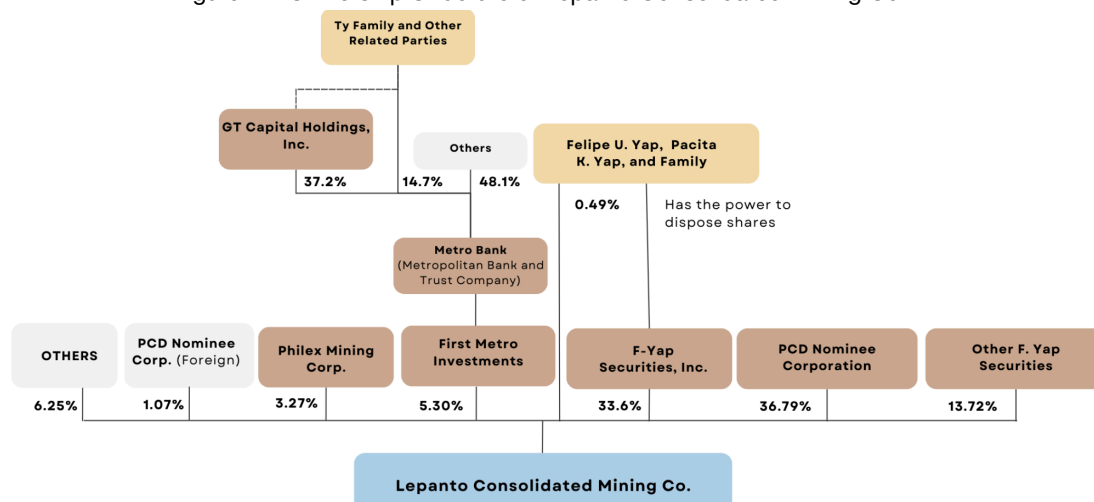 Ty Family and Other
Related Parties
GT Capital Holdings,
Inc.
Others
Felipe U. Yap, Pacita
K. Yap, and Family
37.2%
14.7%
48.1%
0.49%
Has the power to
dispose shares
Metro Bank
(Metropolitan Bank and
Trust Company)
OTHERS
PCD Nominee
Corp. (Foreign)
Philex Mining
Corp.
First Metro
Investments
F-Yap
Securities, Inc.
PCD Nominee
Corporation
Other F. Yap
Securities
6.25%
1.07%
3.27%
5.30%
33.6%
36.79%
13.72%
Lepanto Consolidated Mining Co.